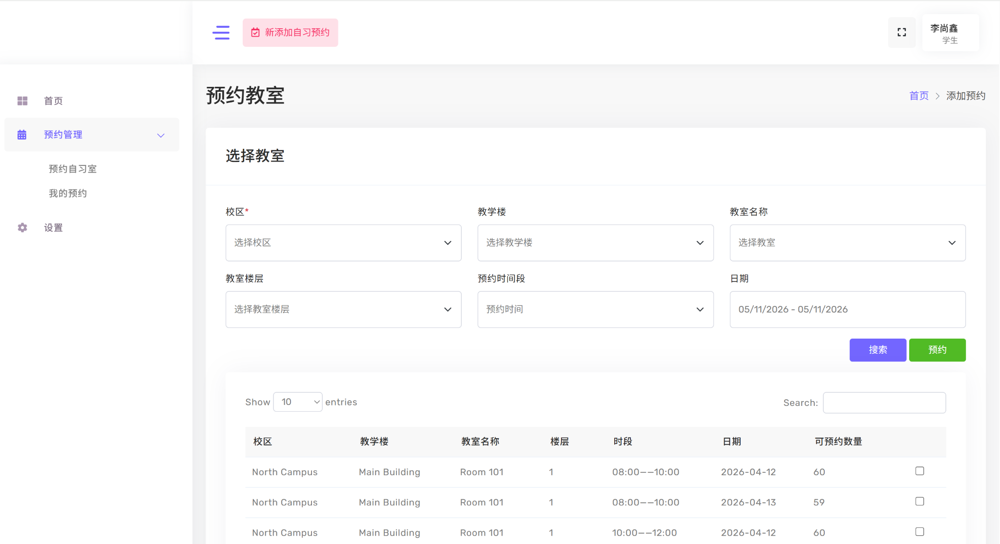 新添加自习预约
李尚鑫
学生
首页
预约管理
预约自习室
我的预约
设置
预约教室
首页 > 添加预约
选择教室
校区* 教学楼 教室名称
选择校区 选择教学楼 选择教室
教室楼层 预约时间段 日期
选择教室楼层 预约时间 05/11/2026 - 05/11/2026
搜索 预约
Show 10 entries Search:
校区 教学楼 教室名称 楼层 时段 日期 可预约数量
North Campus Main Building Room 101 1 08:00——10:00 2026-04-12 60
North Campus Main Building Room 101 1 08:00——10:00 2026-04-13 59
North Campus Main Building Room 101 1 10:00——12:00 2026-04-12 60